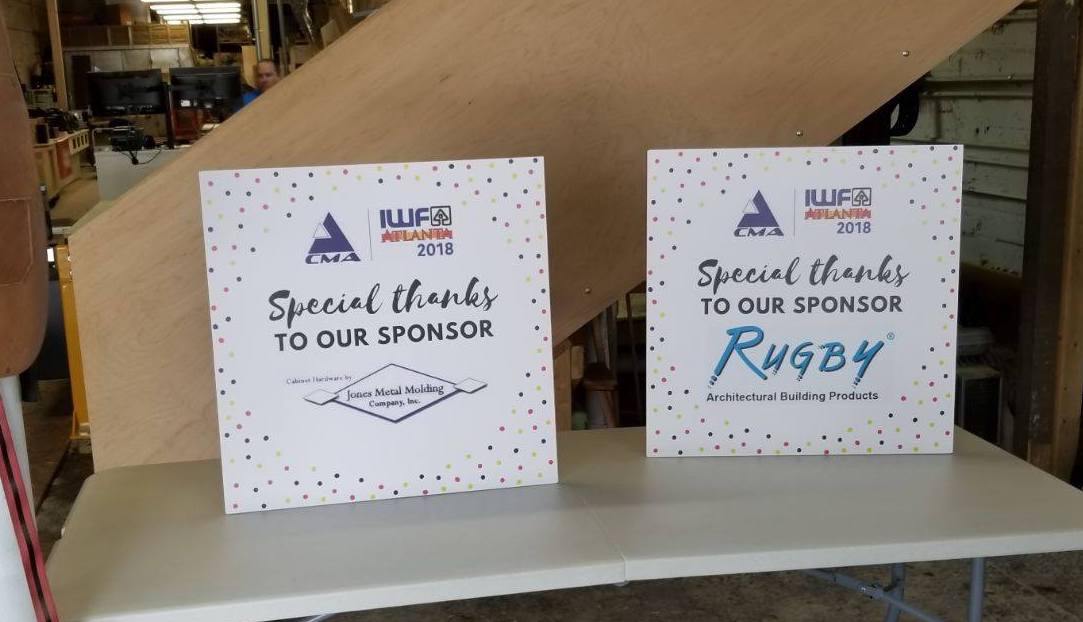 CMA
IWF
ATLANTA
2018
Special thanks
TO OUR SPONSOR
Cabinet Hardware by
Jones Metal Molding
Company, Inc.
CMA
IWF
ATLANTA
2018
Special thanks
TO OUR SPONSOR
RUGBY®
Architectural Building Products